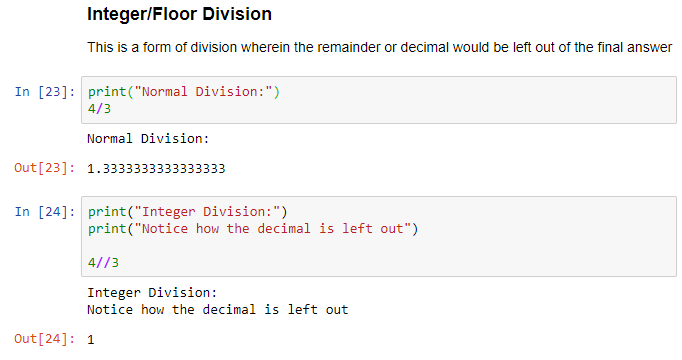 Integer/Floor Division
This is a form of division wherein the remainder or decimal would be left out of the final answer
In [23]: print("Normal Division:")
4/3
Normal Division:
Out[23]: 1.3333333333333333
In [24]: print("Integer Division:")
print("Notice how the decimal is left out")
4//3
Integer Division:
Notice how the decimal is left out
Out[24]: 1